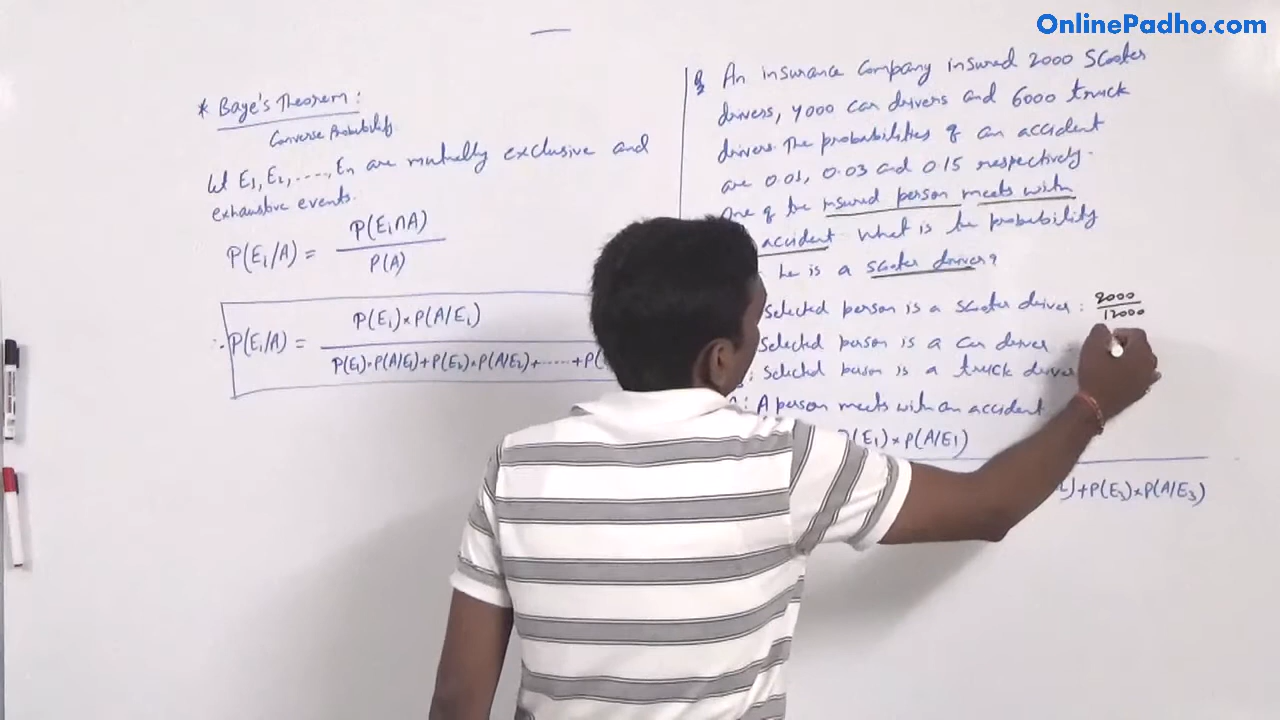 OnlinePadho.com
* Baye's Theorem:
Converse Probability
Let E1, E2, ....., En are mutually exclusive and
exhaustive events.
P(E1/A) = P(E1∩A)
P(A)
∴ P(E1/A) = P(E1)×P(A/E1)
P(E1)×P(A/E1)+P(E2)×P(A/E2)+......+P(
Q An insurance Company insured 2000 Scooter
drivers, 4000 car drivers and 6000 truck
drivers. The probabilities of an accident
are 0.01, 0.03 and 0.15 respectively.
One of the insured person meets with
accident. What is the probability
he is a scooter driver?
Selected person is a scooter driver : 2000
12000
Selected person is a car driver
: Selected person is a truck driver
: A person meets with an accident
P(E1)×P(A/E1)
)+P(E3)×P(A/E3)